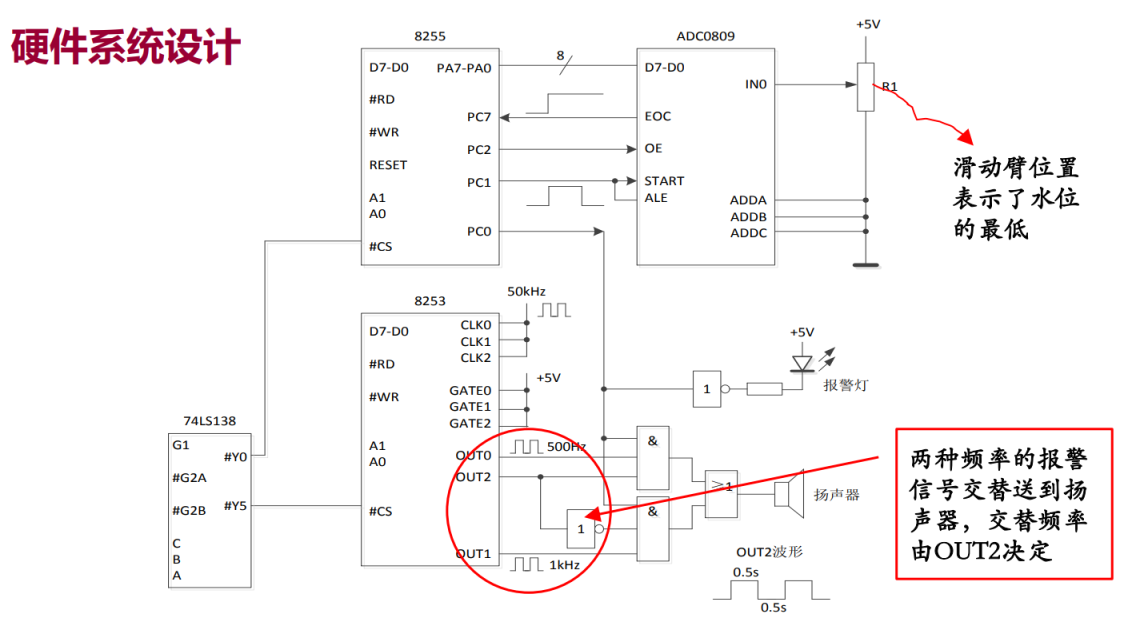 硬件系统设计
8255
ADC0809
+5V
D7-D0
PA7-PA0
8
D7-D0
IN0
R1
#RD
PC7
EOC
#WR
PC2
OE
RESET
PC1
START
ALE
A1
A0
ADDA
ADDB
ADDC
PC0
#CS
滑动臂位置
表示了水位
的最低
8253
50kHz
D7-D0
CLK0
CLK1
CLK2
#RD
+5V
#WR
GATE0
GATE1
GATE2
+5V
1
报警灯
74LS138
G1
#Y0
#G2A
#G2B
#Y5
C
B
A
A1
A0
OUT0
500Hz
OUT2
#CS
1
OUT1
1kHz
&
&
≥1
扬声器
OUT2波形
0.5s
0.5s
两种频率的报警
信号交替送到扬
声器，交替频率
由OUT2决定